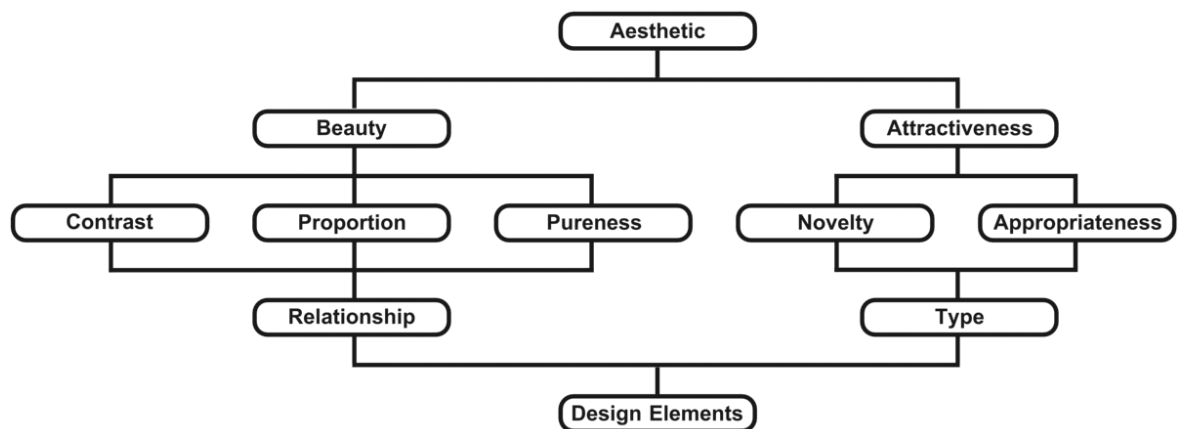 Aesthetic
Beauty
Attractiveness
Contrast
Proportion
Pureness
Novelty
Appropriateness
Relationship
Type
Design Elements